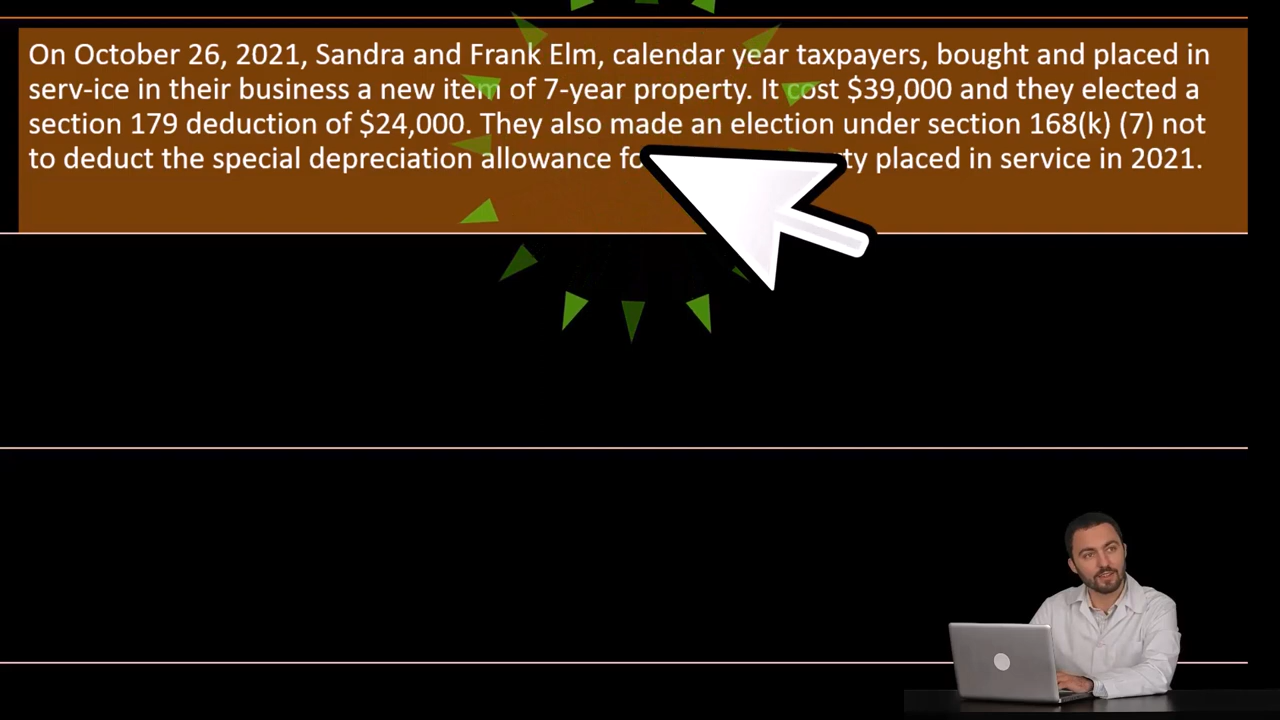 On October 26, 2021, Sandra and Frank Elm, calendar year taxpayers, bought and placed in
serv-ice in their business a new item of 7-year property. It cost $39,000 and they elected a
section 179 deduction of $24,000. They also made an election under section 168(k) (7) not
to deduct the special depreciation allowance placed in service in 2021.